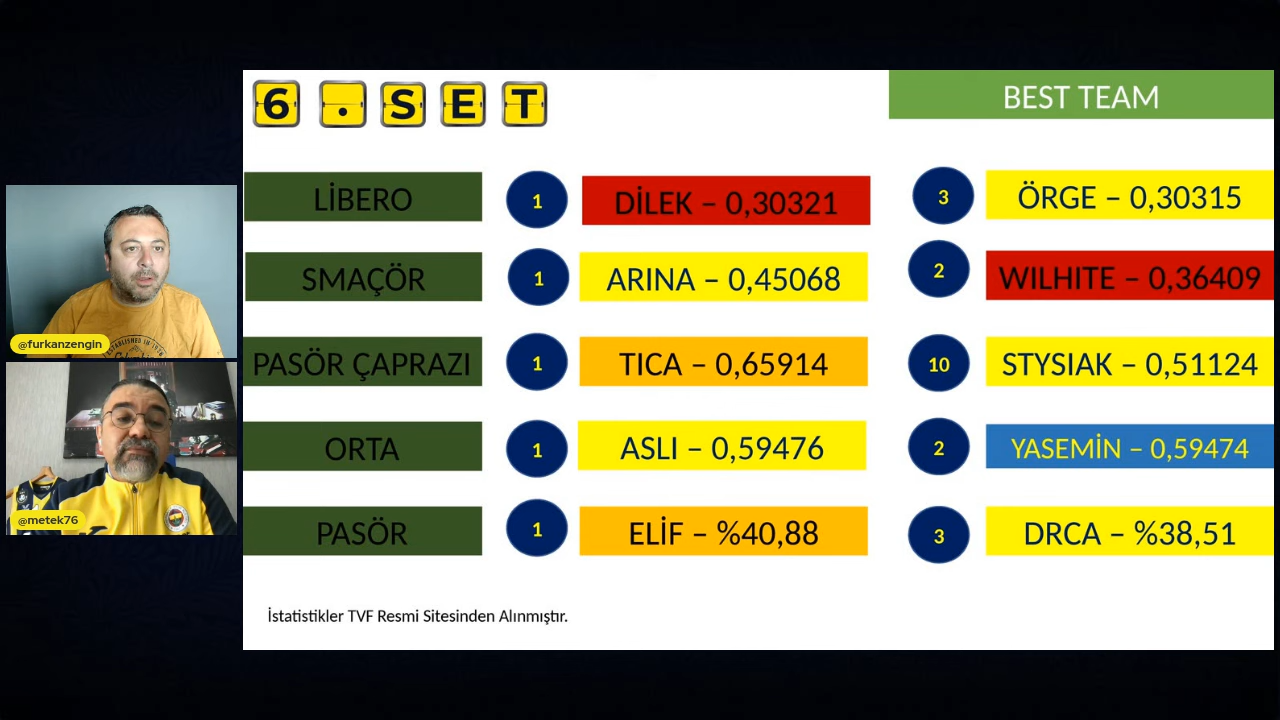 6 . S E T
BEST TEAM
LİBERO 1 DİLEK – 0,30321 3 ÖRGE – 0,30315
SMAÇÖR 1 ARINA – 0,45068 2 WILHITE – 0,36409
PASÖR ÇAPRAZI 1 TICA – 0,65914 10 STYSIAK – 0,51124
ORTA 1 ASLI – 0,59476 2 YASEMİN – 0,59474
PASÖR 1 ELİF – %40,88 3 DRCA – %38,51
İstatistikler TVF Resmi Sitesinden Alınmıştır.
@furkanzengin
@metek76